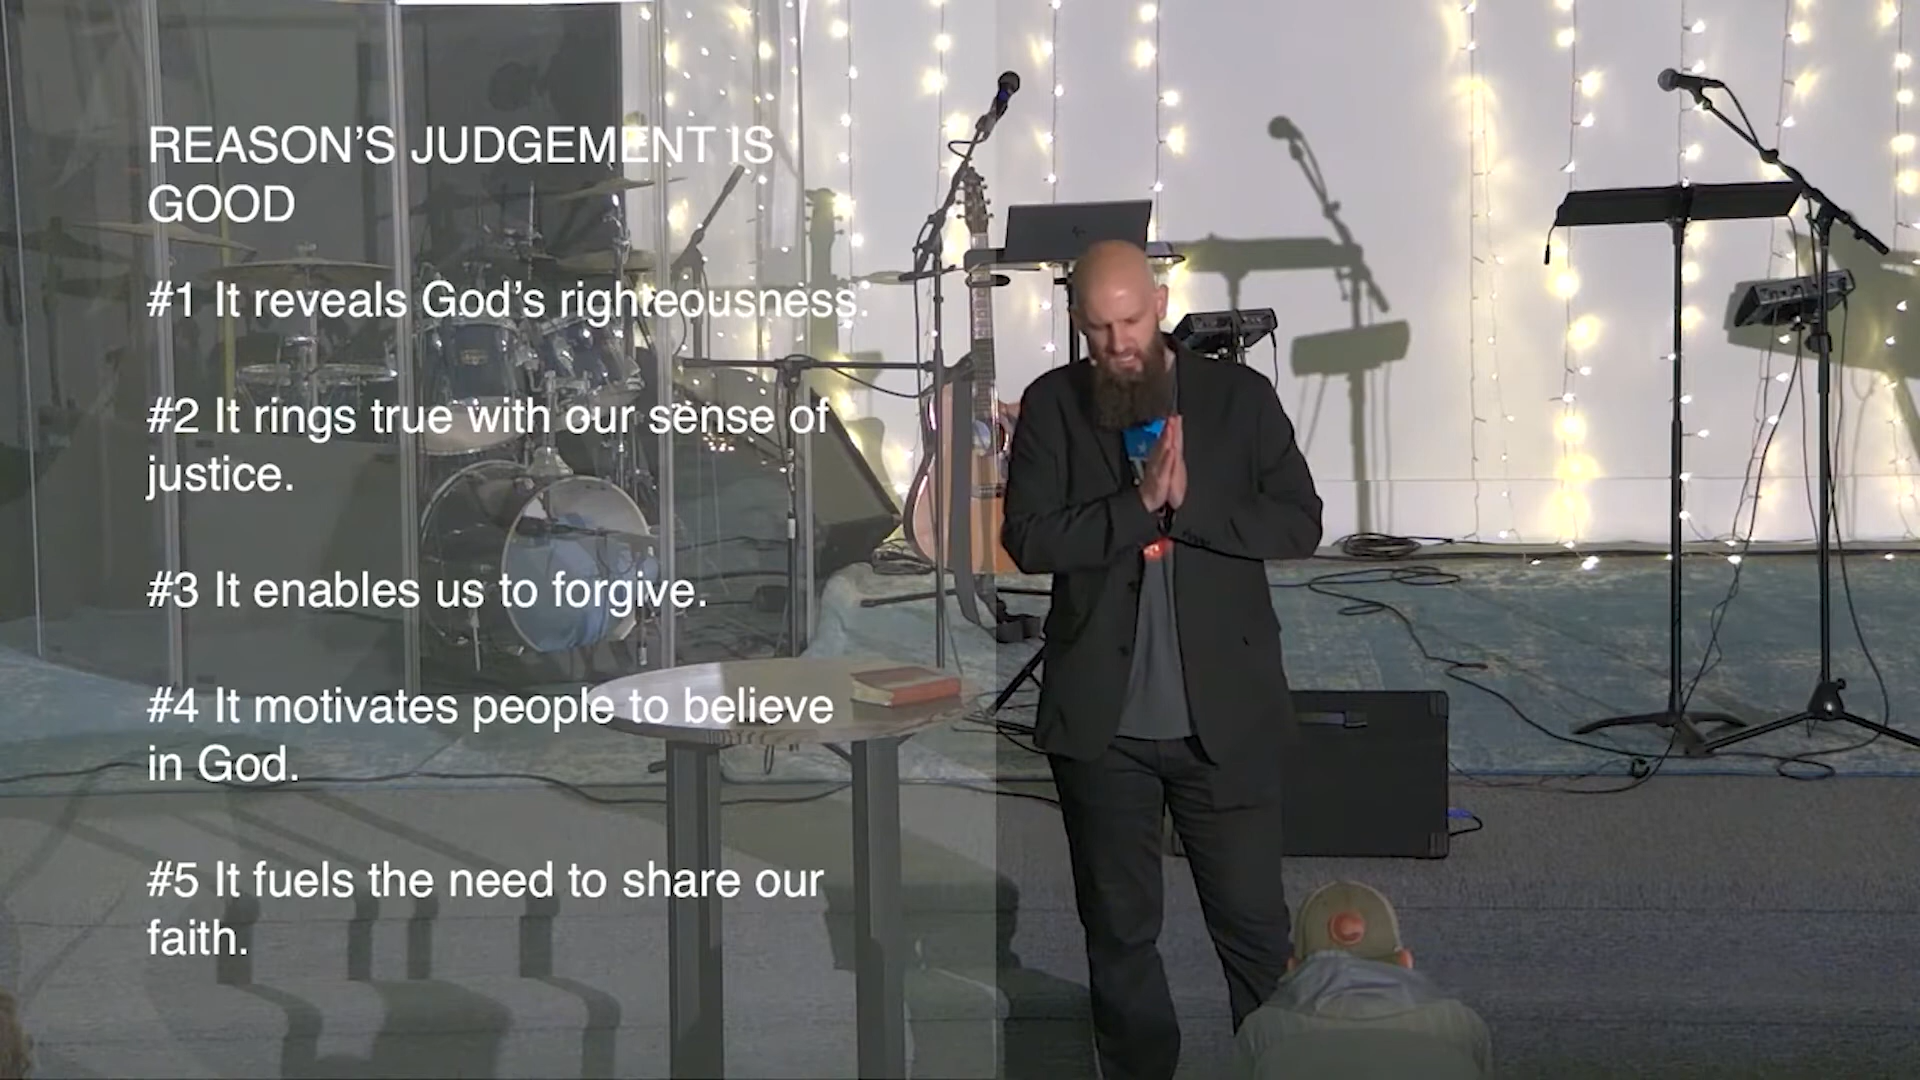 REASON’S JUDGEMENT IS
GOOD
#1 It reveals God’s righteousness.
#2 It rings true with our sense of
justice.
#3 It enables us to forgive.
#4 It motivates people to believe
in God.
#5 It fuels the need to share our
faith.